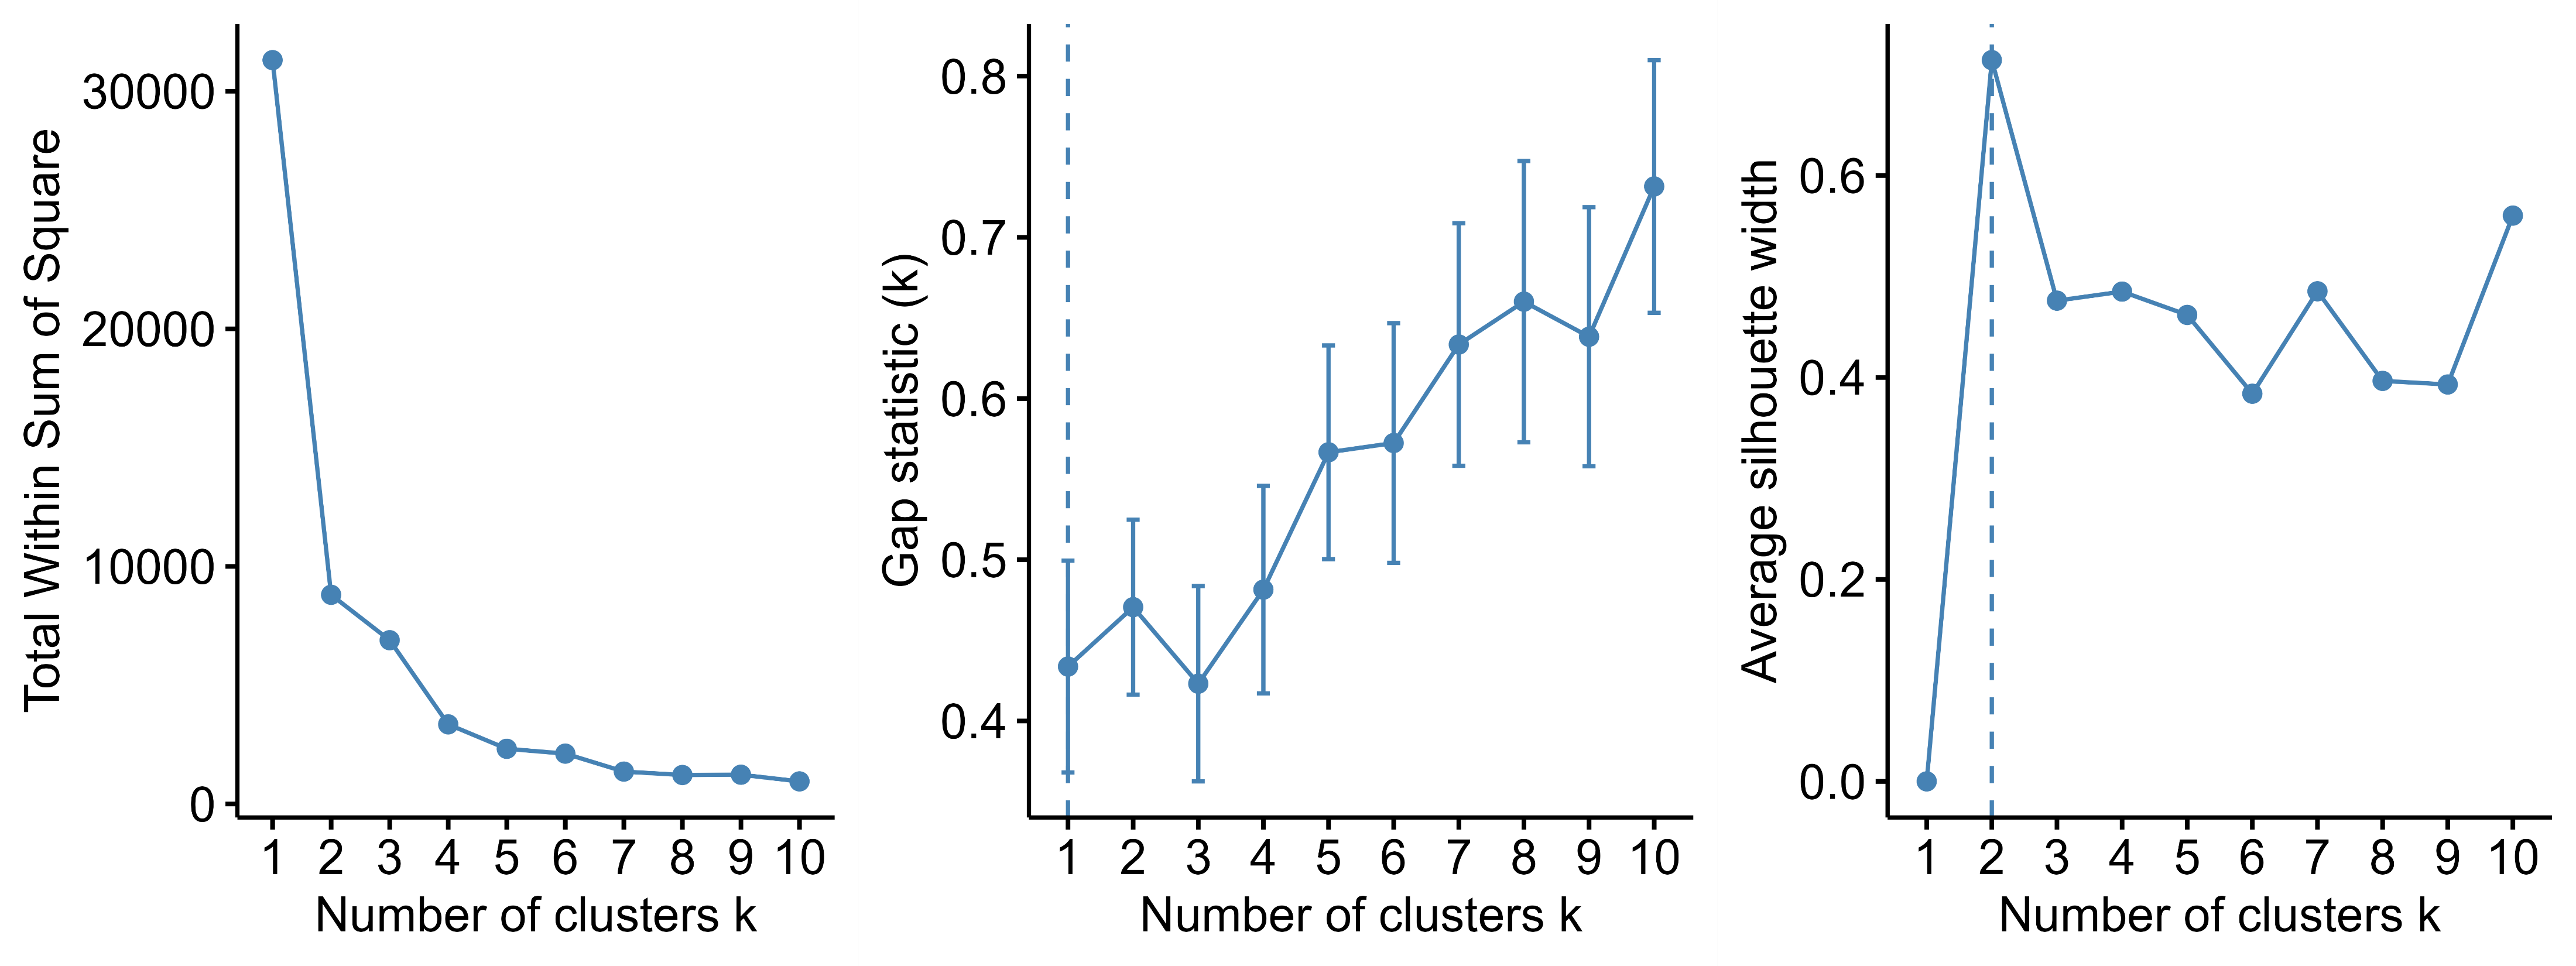 Total Within Sum of Square
30000
20000
10000
0
1 2 3 4 5 6 7 8 9 10
Number of clusters k
Gap statistic (k)
0.8
0.7
0.6
0.5
0.4
1 2 3 4 5 6 7 8 9 10
Number of clusters k
Average silhouette width
0.6
0.4
0.2
0.0
1 2 3 4 5 6 7 8 9 10
Number of clusters k